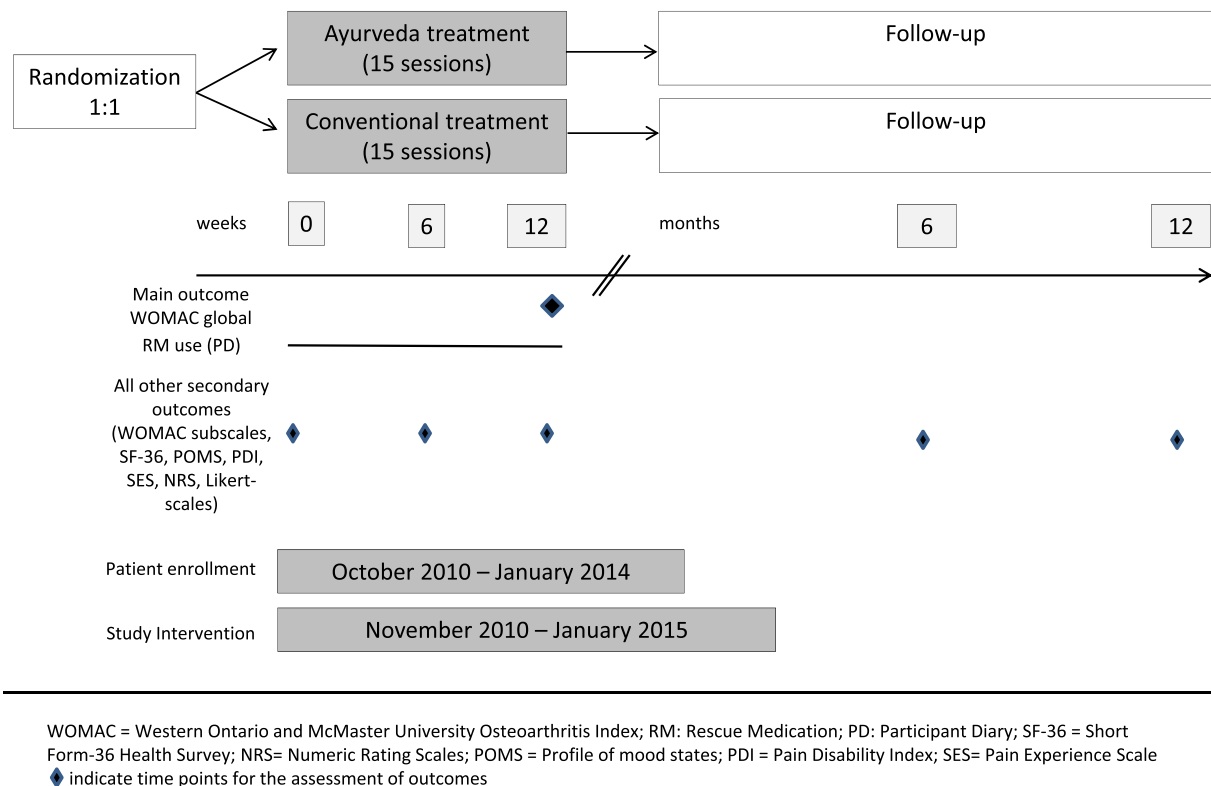 Randomization
1:1
Ayurveda treatment
(15 sessions)
Follow-up
Conventional treatment
(15 sessions)
Follow-up
weeks
0
6
12
months
6
12
Main outcome
WOMAC global
RM use (PD)
All other secondary
outcomes
(WOMAC subscales,
SF-36, POMS, PDI,
SES, NRS, Likert-
scales)
Patient enrollment
October 2010 – January 2014
Study Intervention
November 2010 – January 2015
WOMAC = Western Ontario and McMaster University Osteoarthritis Index; RM: Rescue Medication; PD: Participant Diary; SF-36 = Short
Form-36 Health Survey; NRS= Numeric Rating Scales; POMS = Profile of mood states; PDI = Pain Disability Index; SES= Pain Experience Scale
indicate time points for the assessment of outcomes